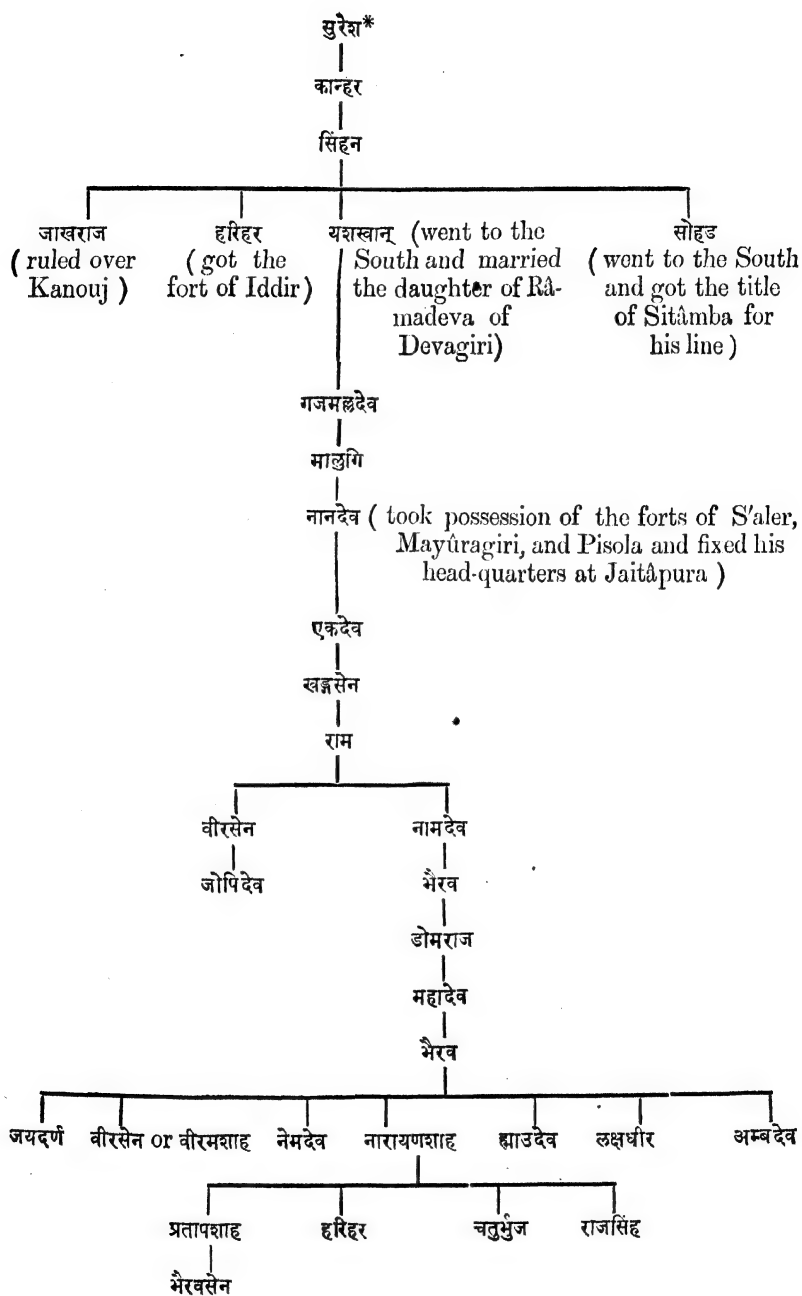 सुरेश*
कान्हर
सिंहन
जाखराज हरिहर यशस्वान् (went to the सोहड
( ruled over ( got the South and married ( went to the South
Kanouj ) fort of Iddir ) the daughter of Râ- and got the title
madeva of of Sitâmba for
Devagiri) his line )
गजमल्लदेव
मालुगि
नानदेव ( took possession of the forts of S'aler,
Mayûragiri, and Pisola and fixed his
head-quarters at Jaitâpura )
एकदेव
खड्गसेन
राम
वीरसेन नामदेव
जोपिदेव भैरव
डोमराज
महादेव
भैरव
जयदर्ण वीरसेन or वीरमशाह नेमदेव नारायणशाह ह्माउदेव लक्षधीर अम्बदेव
प्रतापशाह हरिहर चतुर्भुज राजसिंह
भैरवसेन